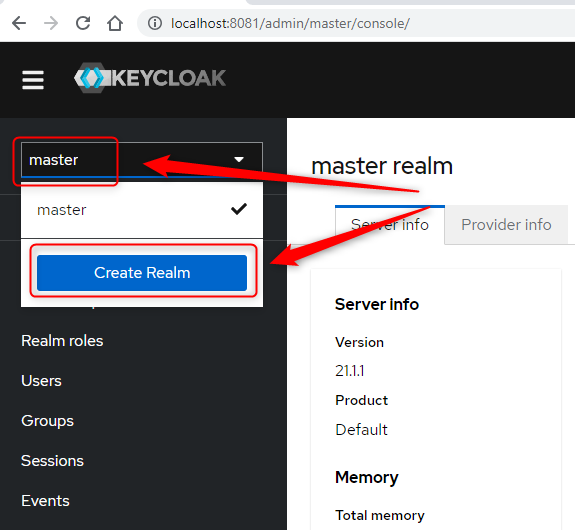 localhost:8081/admin/master/console/
KEYCLOAK
master
master
Create Realm
Realm roles
Users
Groups
Sessions
Events
master realm
Server info
Provider info
Server info
Version
21.1.1
Product
Default
Memory
Total memory